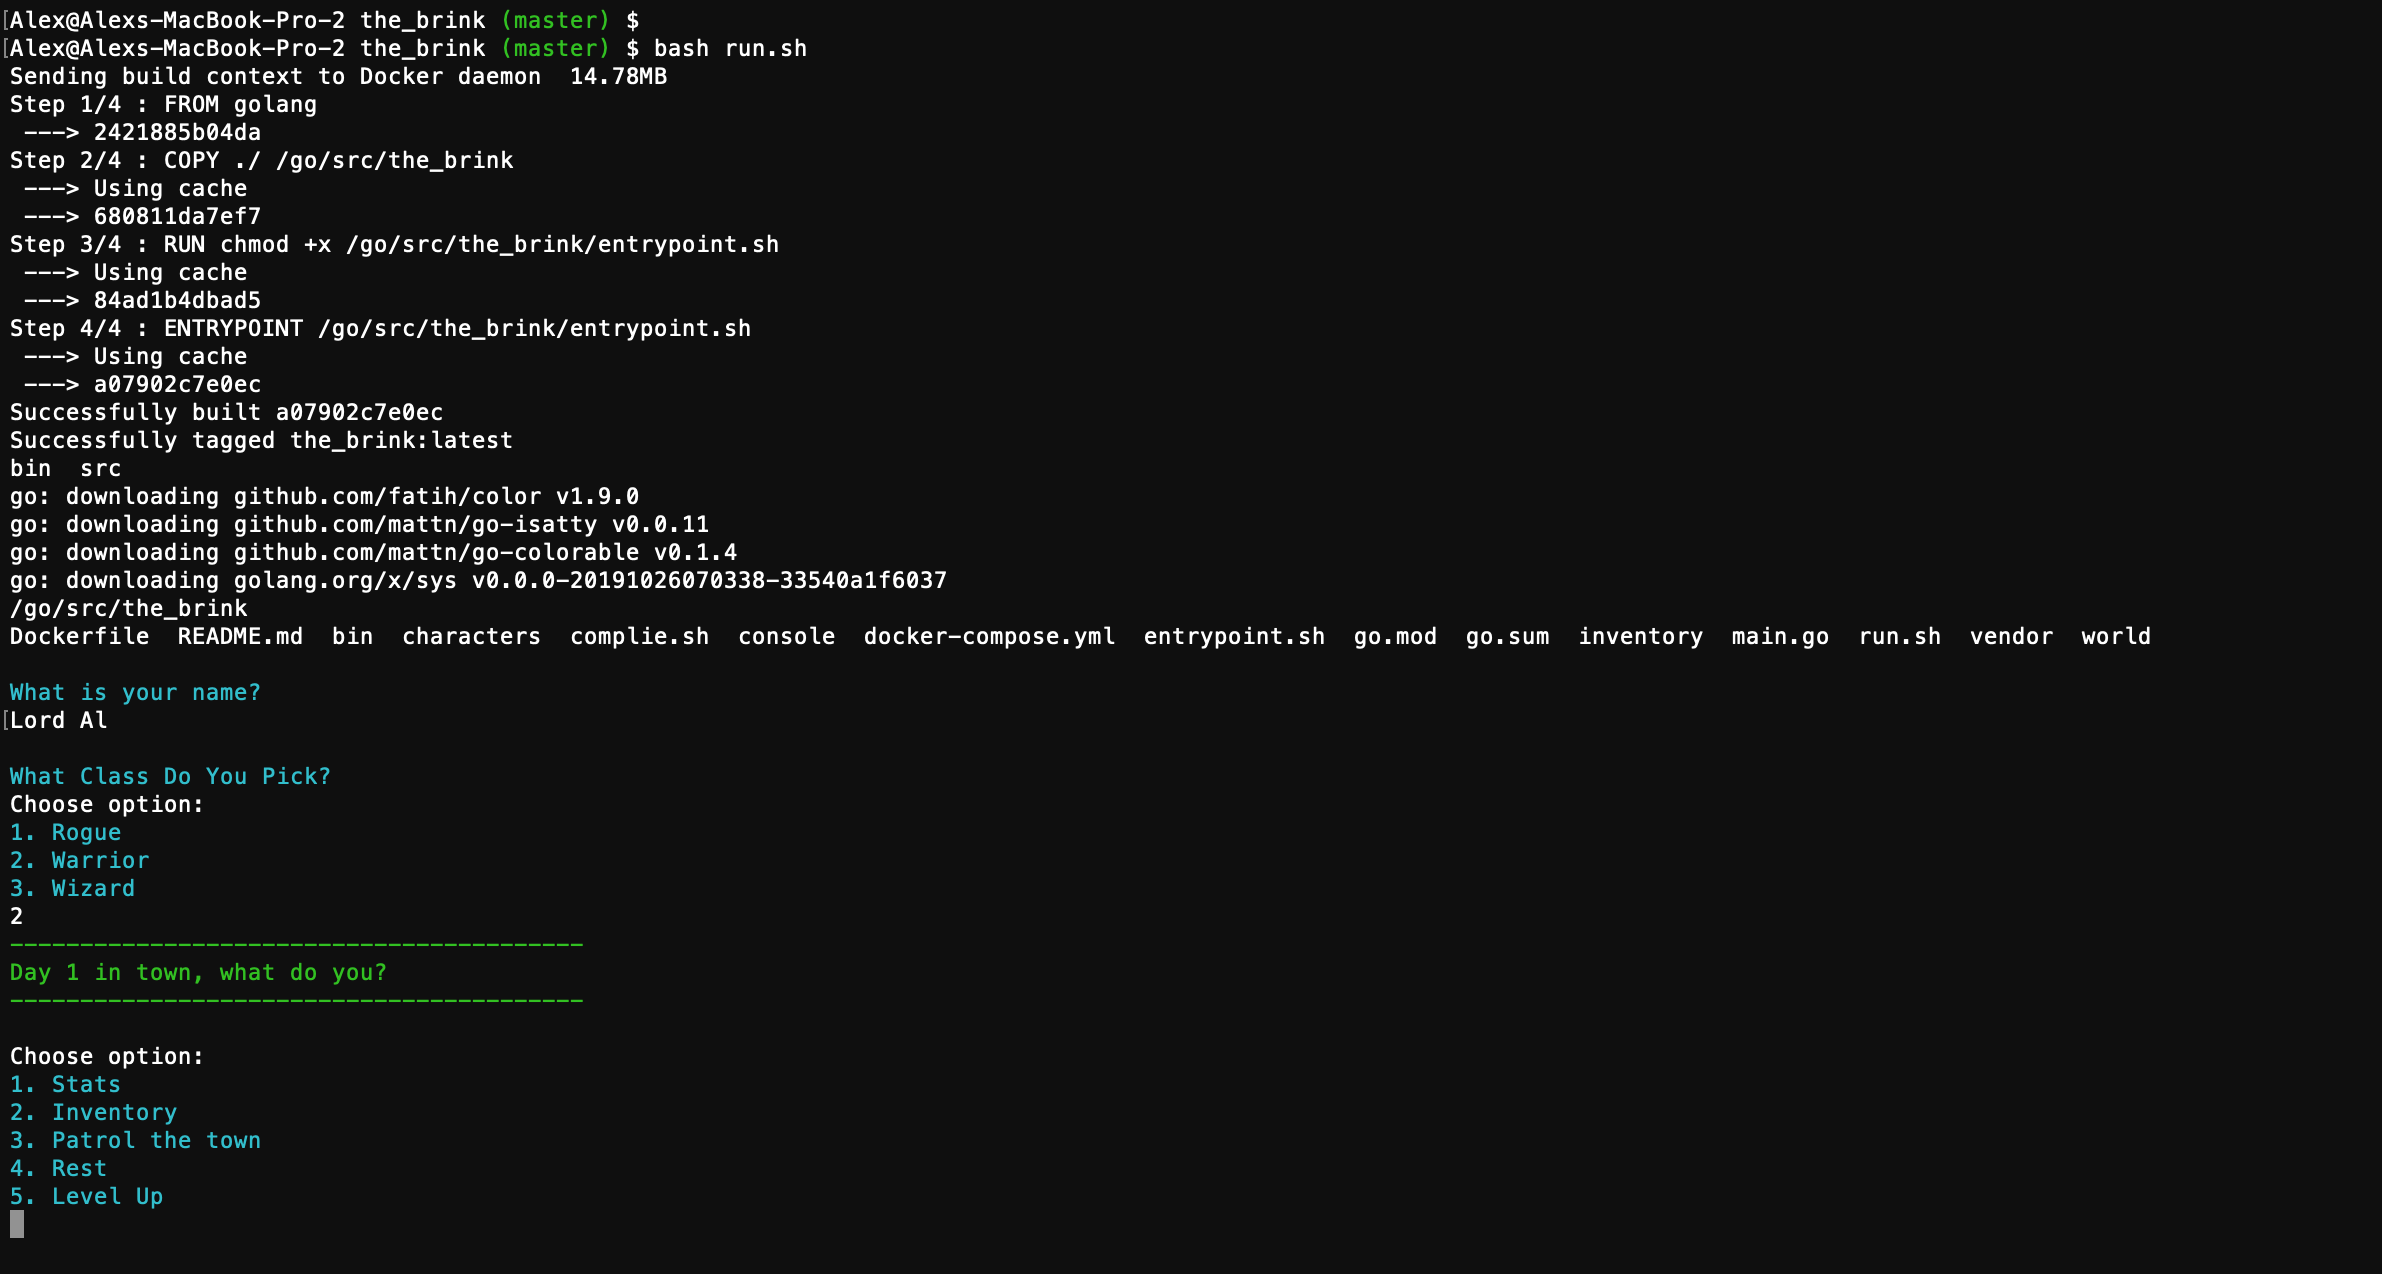 Alex@Alexs-MacBook-Pro-2 the_brink (master) $
Alex@Alexs-MacBook-Pro-2 the_brink (master) $ bash run.sh
Sending build context to Docker daemon  14.78MB
Step 1/4 : FROM golang
 ---> 2421885b04da
Step 2/4 : COPY ./ /go/src/the_brink
 ---> Using cache
 ---> 680811da7ef7
Step 3/4 : RUN chmod +x /go/src/the_brink/entrypoint.sh
 ---> Using cache
 ---> 84ad1b4dbad5
Step 4/4 : ENTRYPOINT /go/src/the_brink/entrypoint.sh
 ---> Using cache
 ---> a07902c7e0ec
Successfully built a07902c7e0ec
Successfully tagged the_brink:latest
bin  src
go: downloading github.com/fatih/color v1.9.0
go: downloading github.com/mattn/go-isatty v0.0.11
go: downloading github.com/mattn/go-colorable v0.1.4
go: downloading golang.org/x/sys v0.0.0-20191026070338-33540a1f6037
/go/src/the_brink
Dockerfile  README.md  bin  characters  complie.sh  console  docker-compose.yml  entrypoint.sh  go.mod  go.sum  inventory  main.go  run.sh  vendor  world
What is your name?
Lord Al
What Class Do You Pick?
Choose option:
1. Rogue
2. Warrior
3. Wizard
2
-----------------------------------------
Day 1 in town, what do you?
-----------------------------------------
Choose option:
1. Stats
2. Inventory
3. Patrol the town
4. Rest
5. Level Up